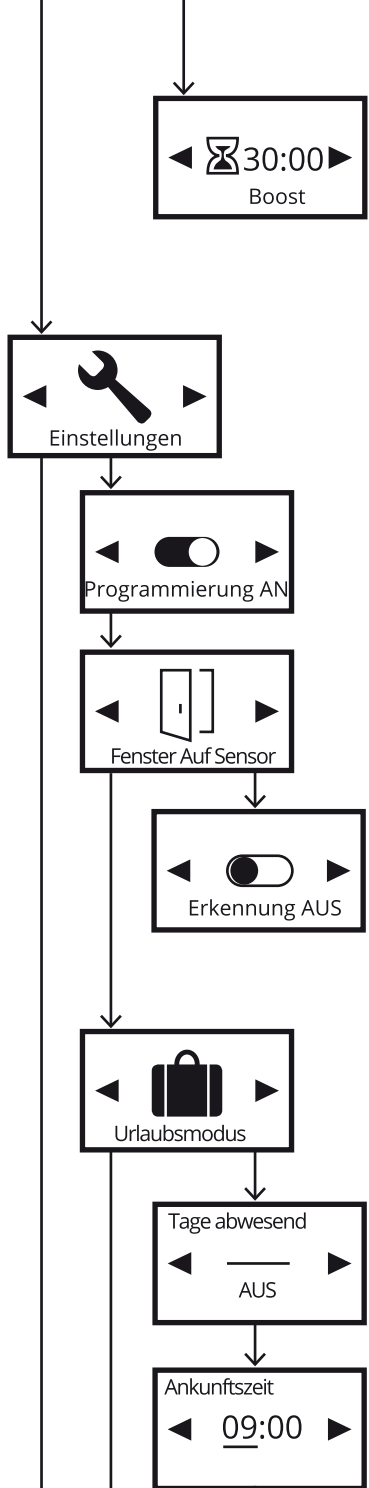 30:00
Boost
Einstellungen
Programmierung AN
Fenster Auf Sensor
Erkennung AUS
Urlaubsmodus
Tage abwesend
AUS
Ankunftszeit
09:00